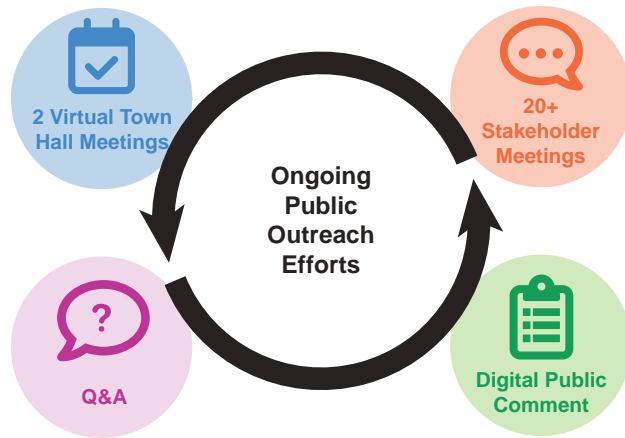 2 Virtual Town
Hall Meetings
20+
Stakeholder
Meetings
Ongoing
Public
Outreach
Efforts
?
Q&A
Digital Public
Comment